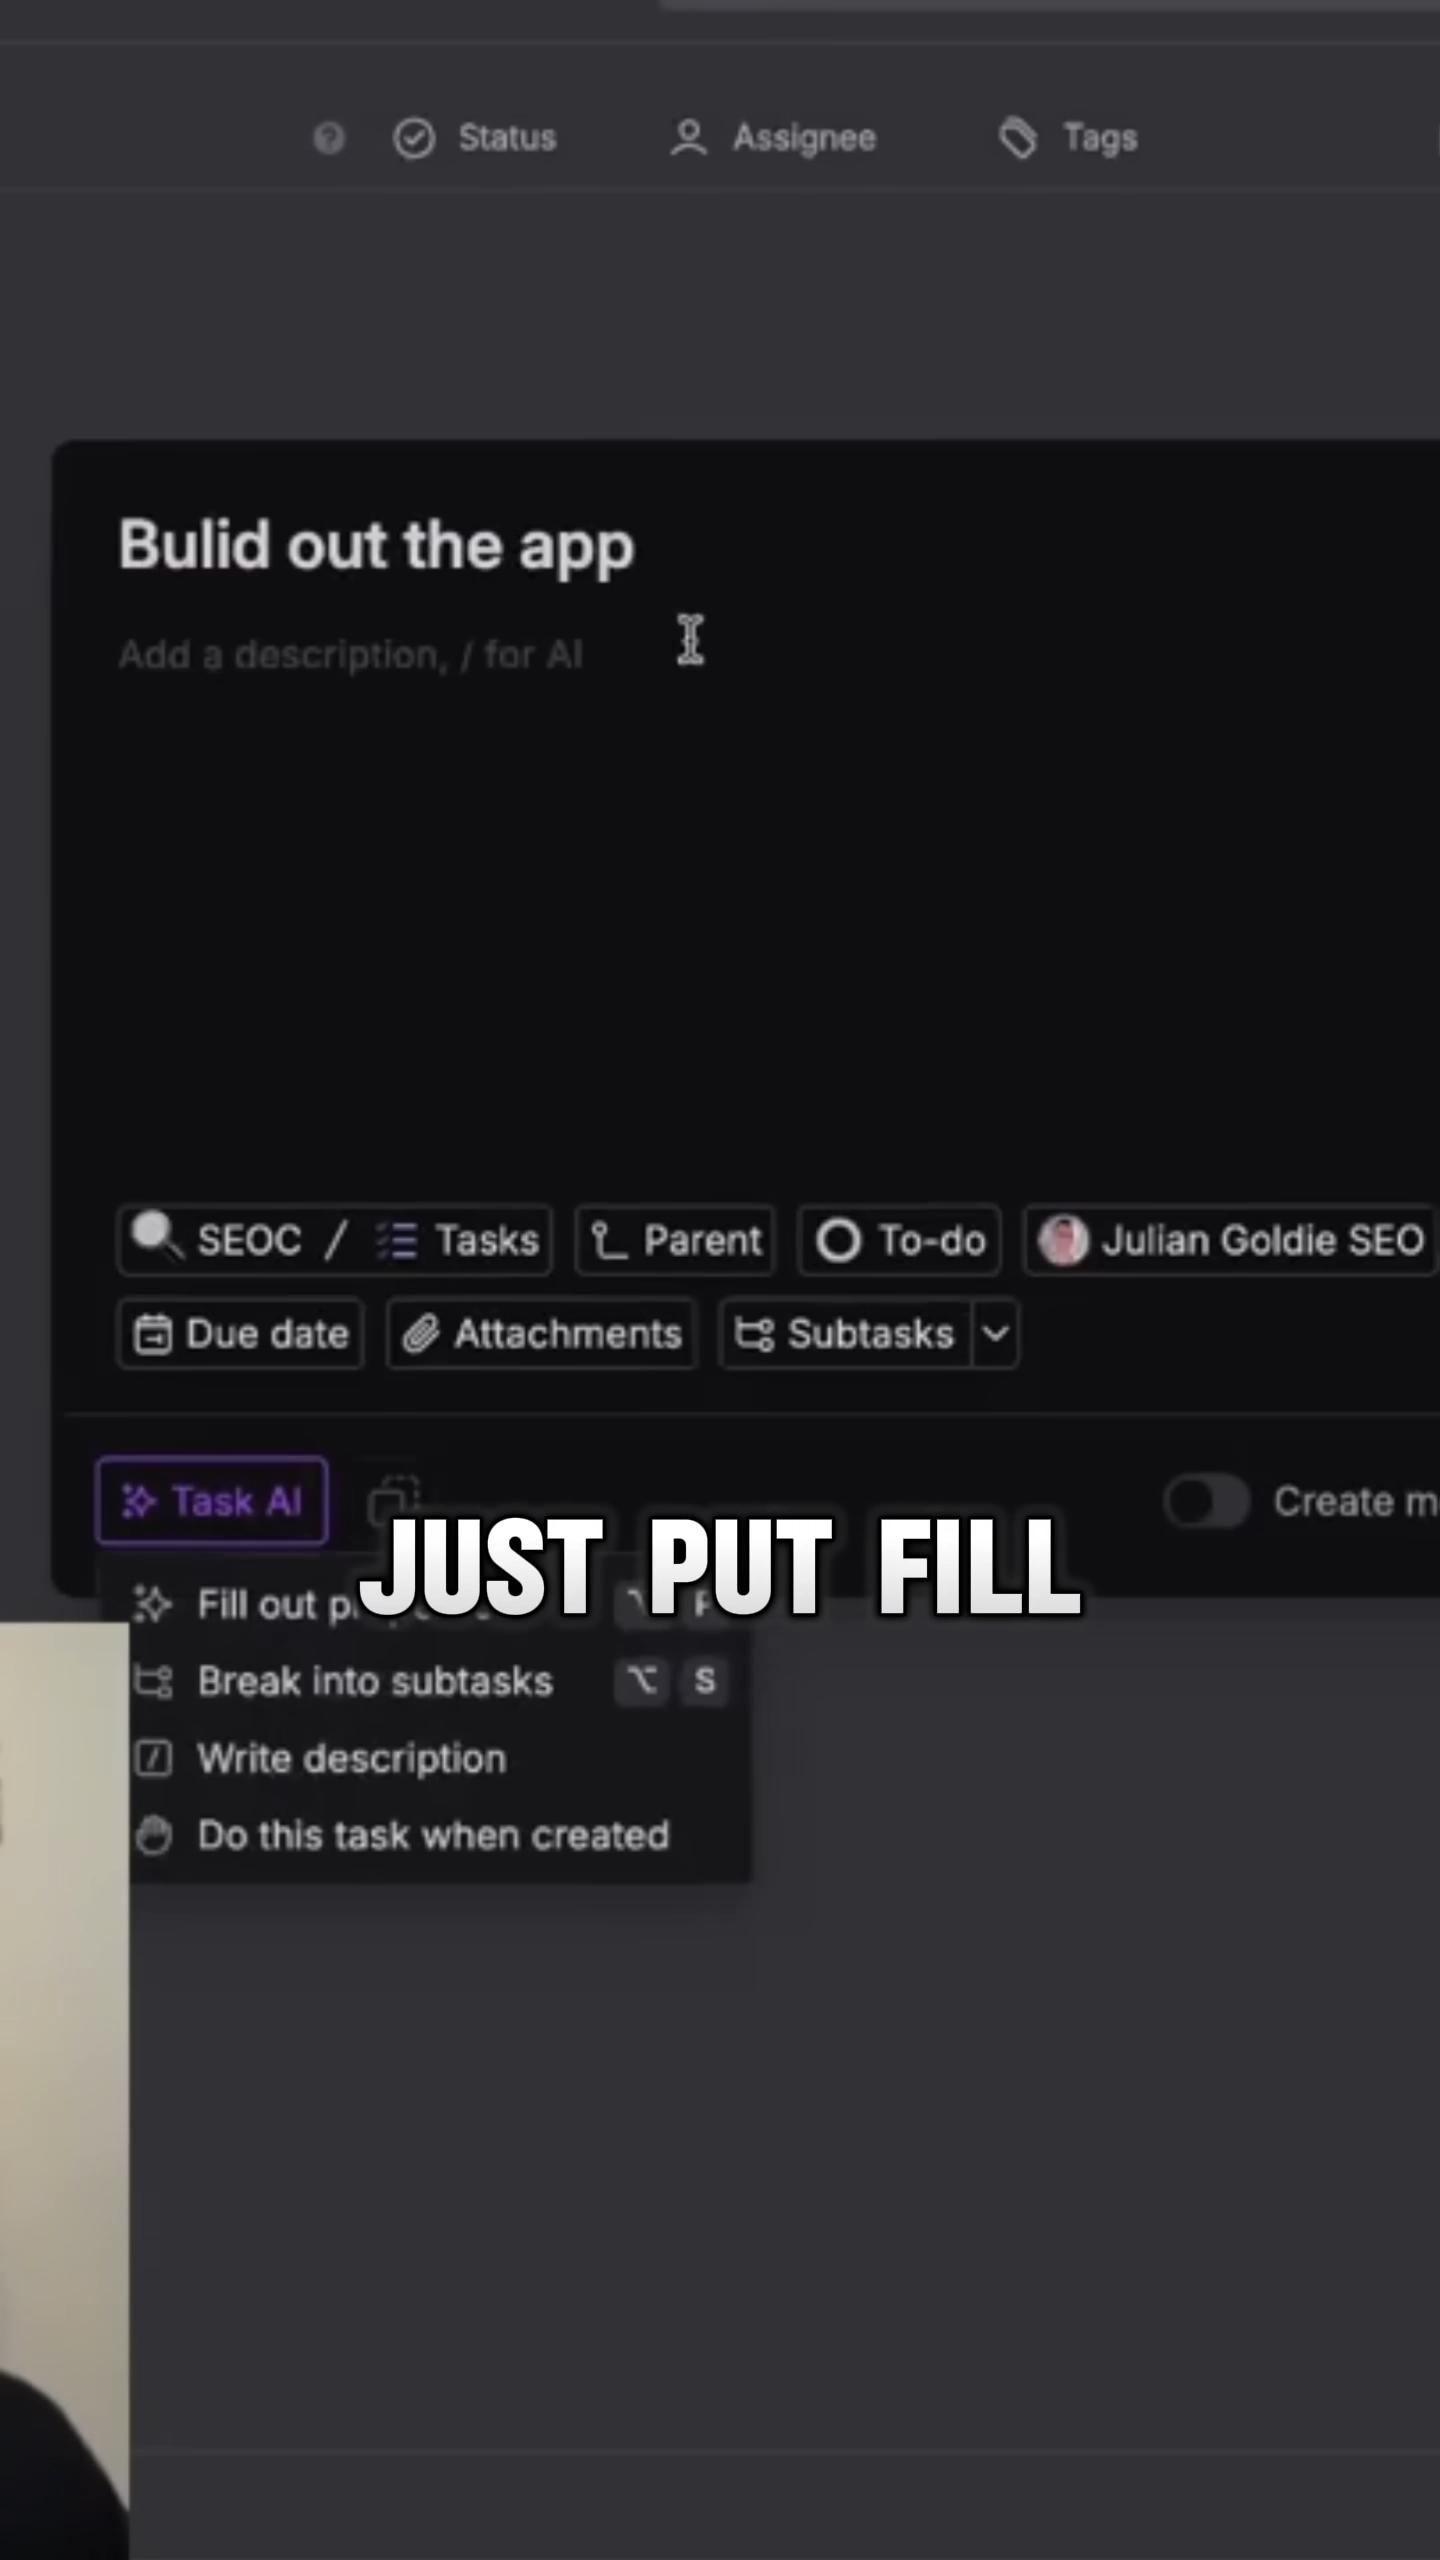 Status Assignee Tags
Bulid out the app
Add a description, / for AI
SEOC / Tasks Parent To-do Julian Goldie SEO
Due date Attachments Subtasks
Task AI Create
JUST PUT FILL
Fill out
Break into subtasks ⌥ S
Write description
Do this task when created